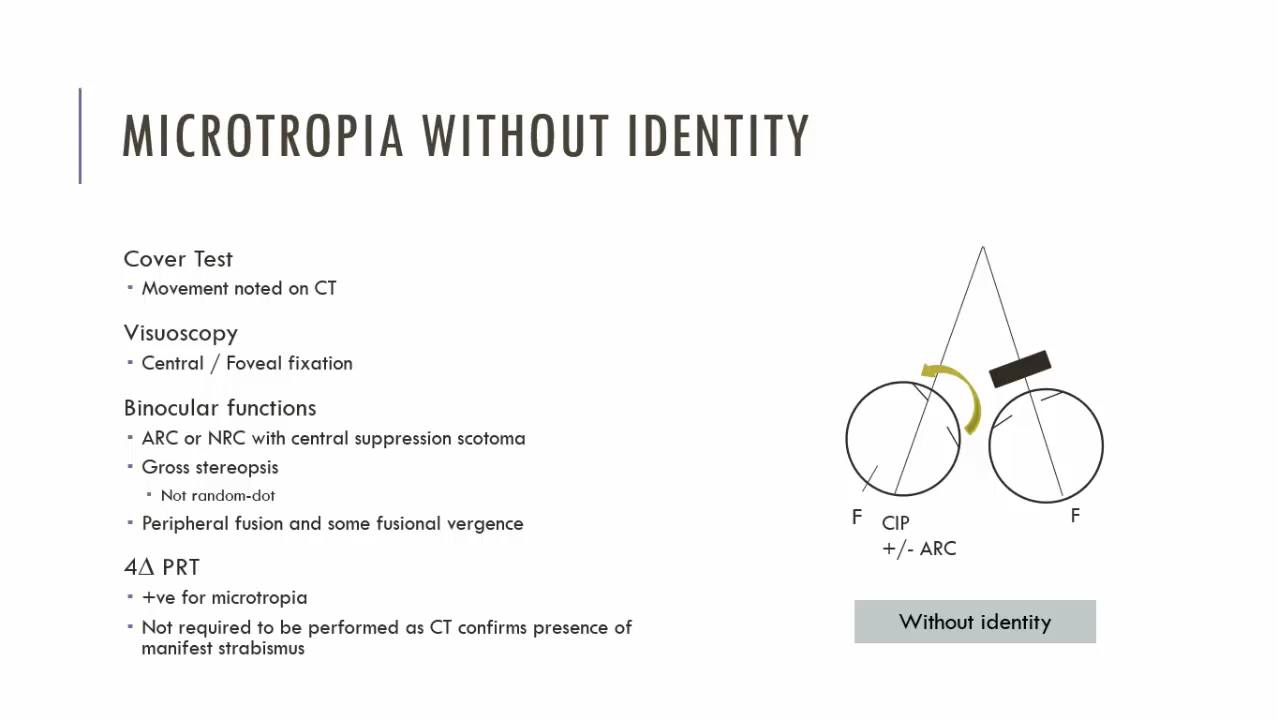 MICROTROPIA WITHOUT IDENTITY
Cover Test
▪ Movement noted on CT
Visuoscopy
▪ Central / Foveal fixation
Binocular functions
▪ ARC or NRC with central suppression scotoma
▪ Gross stereopsis
▪ Not random-dot
▪ Peripheral fusion and some fusional vergence
4Δ PRT
▪ +ve for microtropia
▪ Not required to be performed as CT confirms presence of
manifest strabismus
F
CIP
+/- ARC
F
Without identity